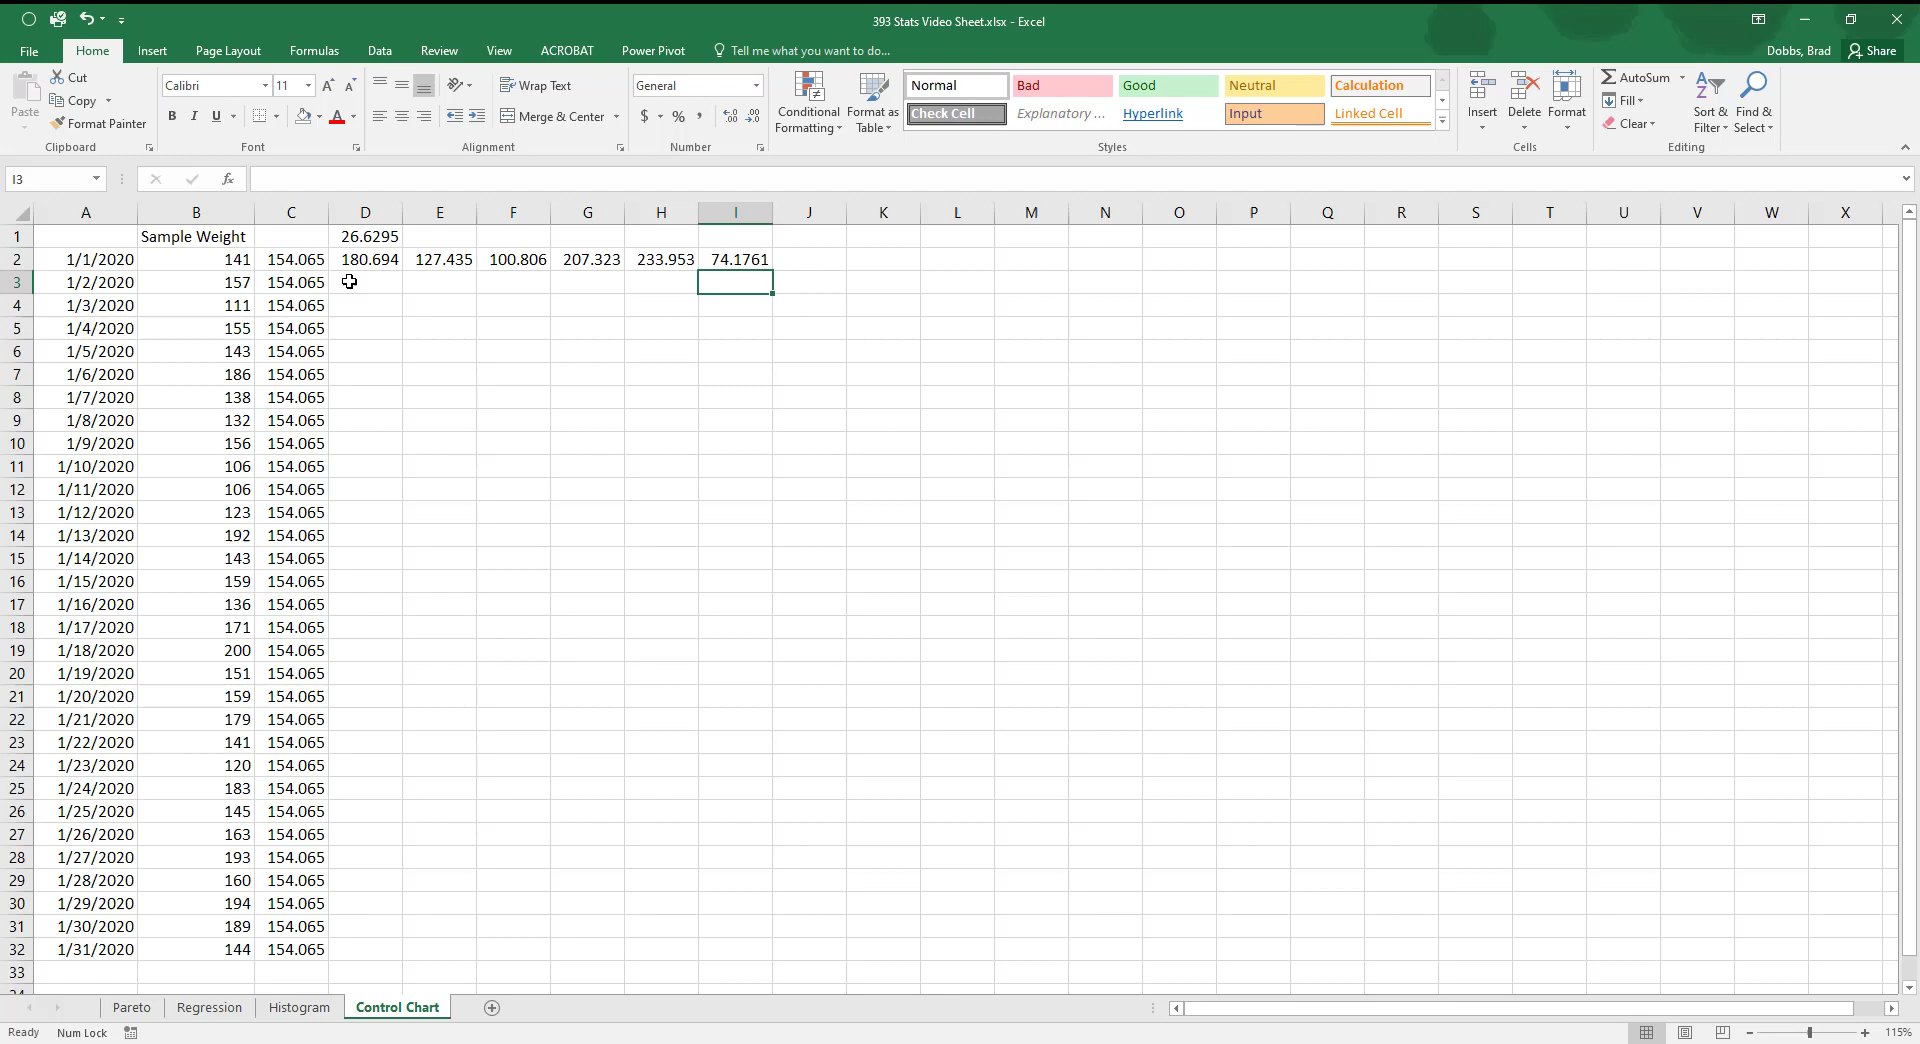 393 Stats Video Sheet.xlsx - Excel
File Home Insert Page Layout Formulas Data Review View ACROBAT Power Pivot Tell me what you want to do... Dobbs, Brad Share
Paste Cut Copy Format Painter Clipboard
Calibri 11 B I U A Font
Wrap Text Merge & Center Alignment
General $ % , Number
Conditional Formatting Format as Table
Normal Bad Good Neutral Calculation
Check Cell Explanatory ... Hyperlink Input Linked Cell
Styles
Insert Delete Format Cells
AutoSum Fill Clear Sort & Filter Find & Select Editing
I3 fx
A B C D E F G H I J K L M N O P Q R S T U V W X
1 Sample Weight 26.6295
2 1/1/2020 141 154.065 180.694 127.435 100.806 207.323 233.953 74.1761
3 1/2/2020 157 154.065
4 1/3/2020 111 154.065
5 1/4/2020 155 154.065
6 1/5/2020 143 154.065
7 1/6/2020 186 154.065
8 1/7/2020 138 154.065
9 1/8/2020 132 154.065
10 1/9/2020 156 154.065
11 1/10/2020 106 154.065
12 1/11/2020 106 154.065
13 1/12/2020 123 154.065
14 1/13/2020 192 154.065
15 1/14/2020 143 154.065
16 1/15/2020 159 154.065
17 1/16/2020 136 154.065
18 1/17/2020 171 154.065
19 1/18/2020 200 154.065
20 1/19/2020 151 154.065
21 1/20/2020 159 154.065
22 1/21/2020 179 154.065
23 1/22/2020 141 154.065
24 1/23/2020 120 154.065
25 1/24/2020 183 154.065
26 1/25/2020 145 154.065
27 1/26/2020 163 154.065
28 1/27/2020 193 154.065
29 1/28/2020 160 154.065
30 1/29/2020 194 154.065
31 1/30/2020 189 154.065
32 1/31/2020 144 154.065
33
Pareto Regression Histogram Control Chart
Ready Num Lock 115%